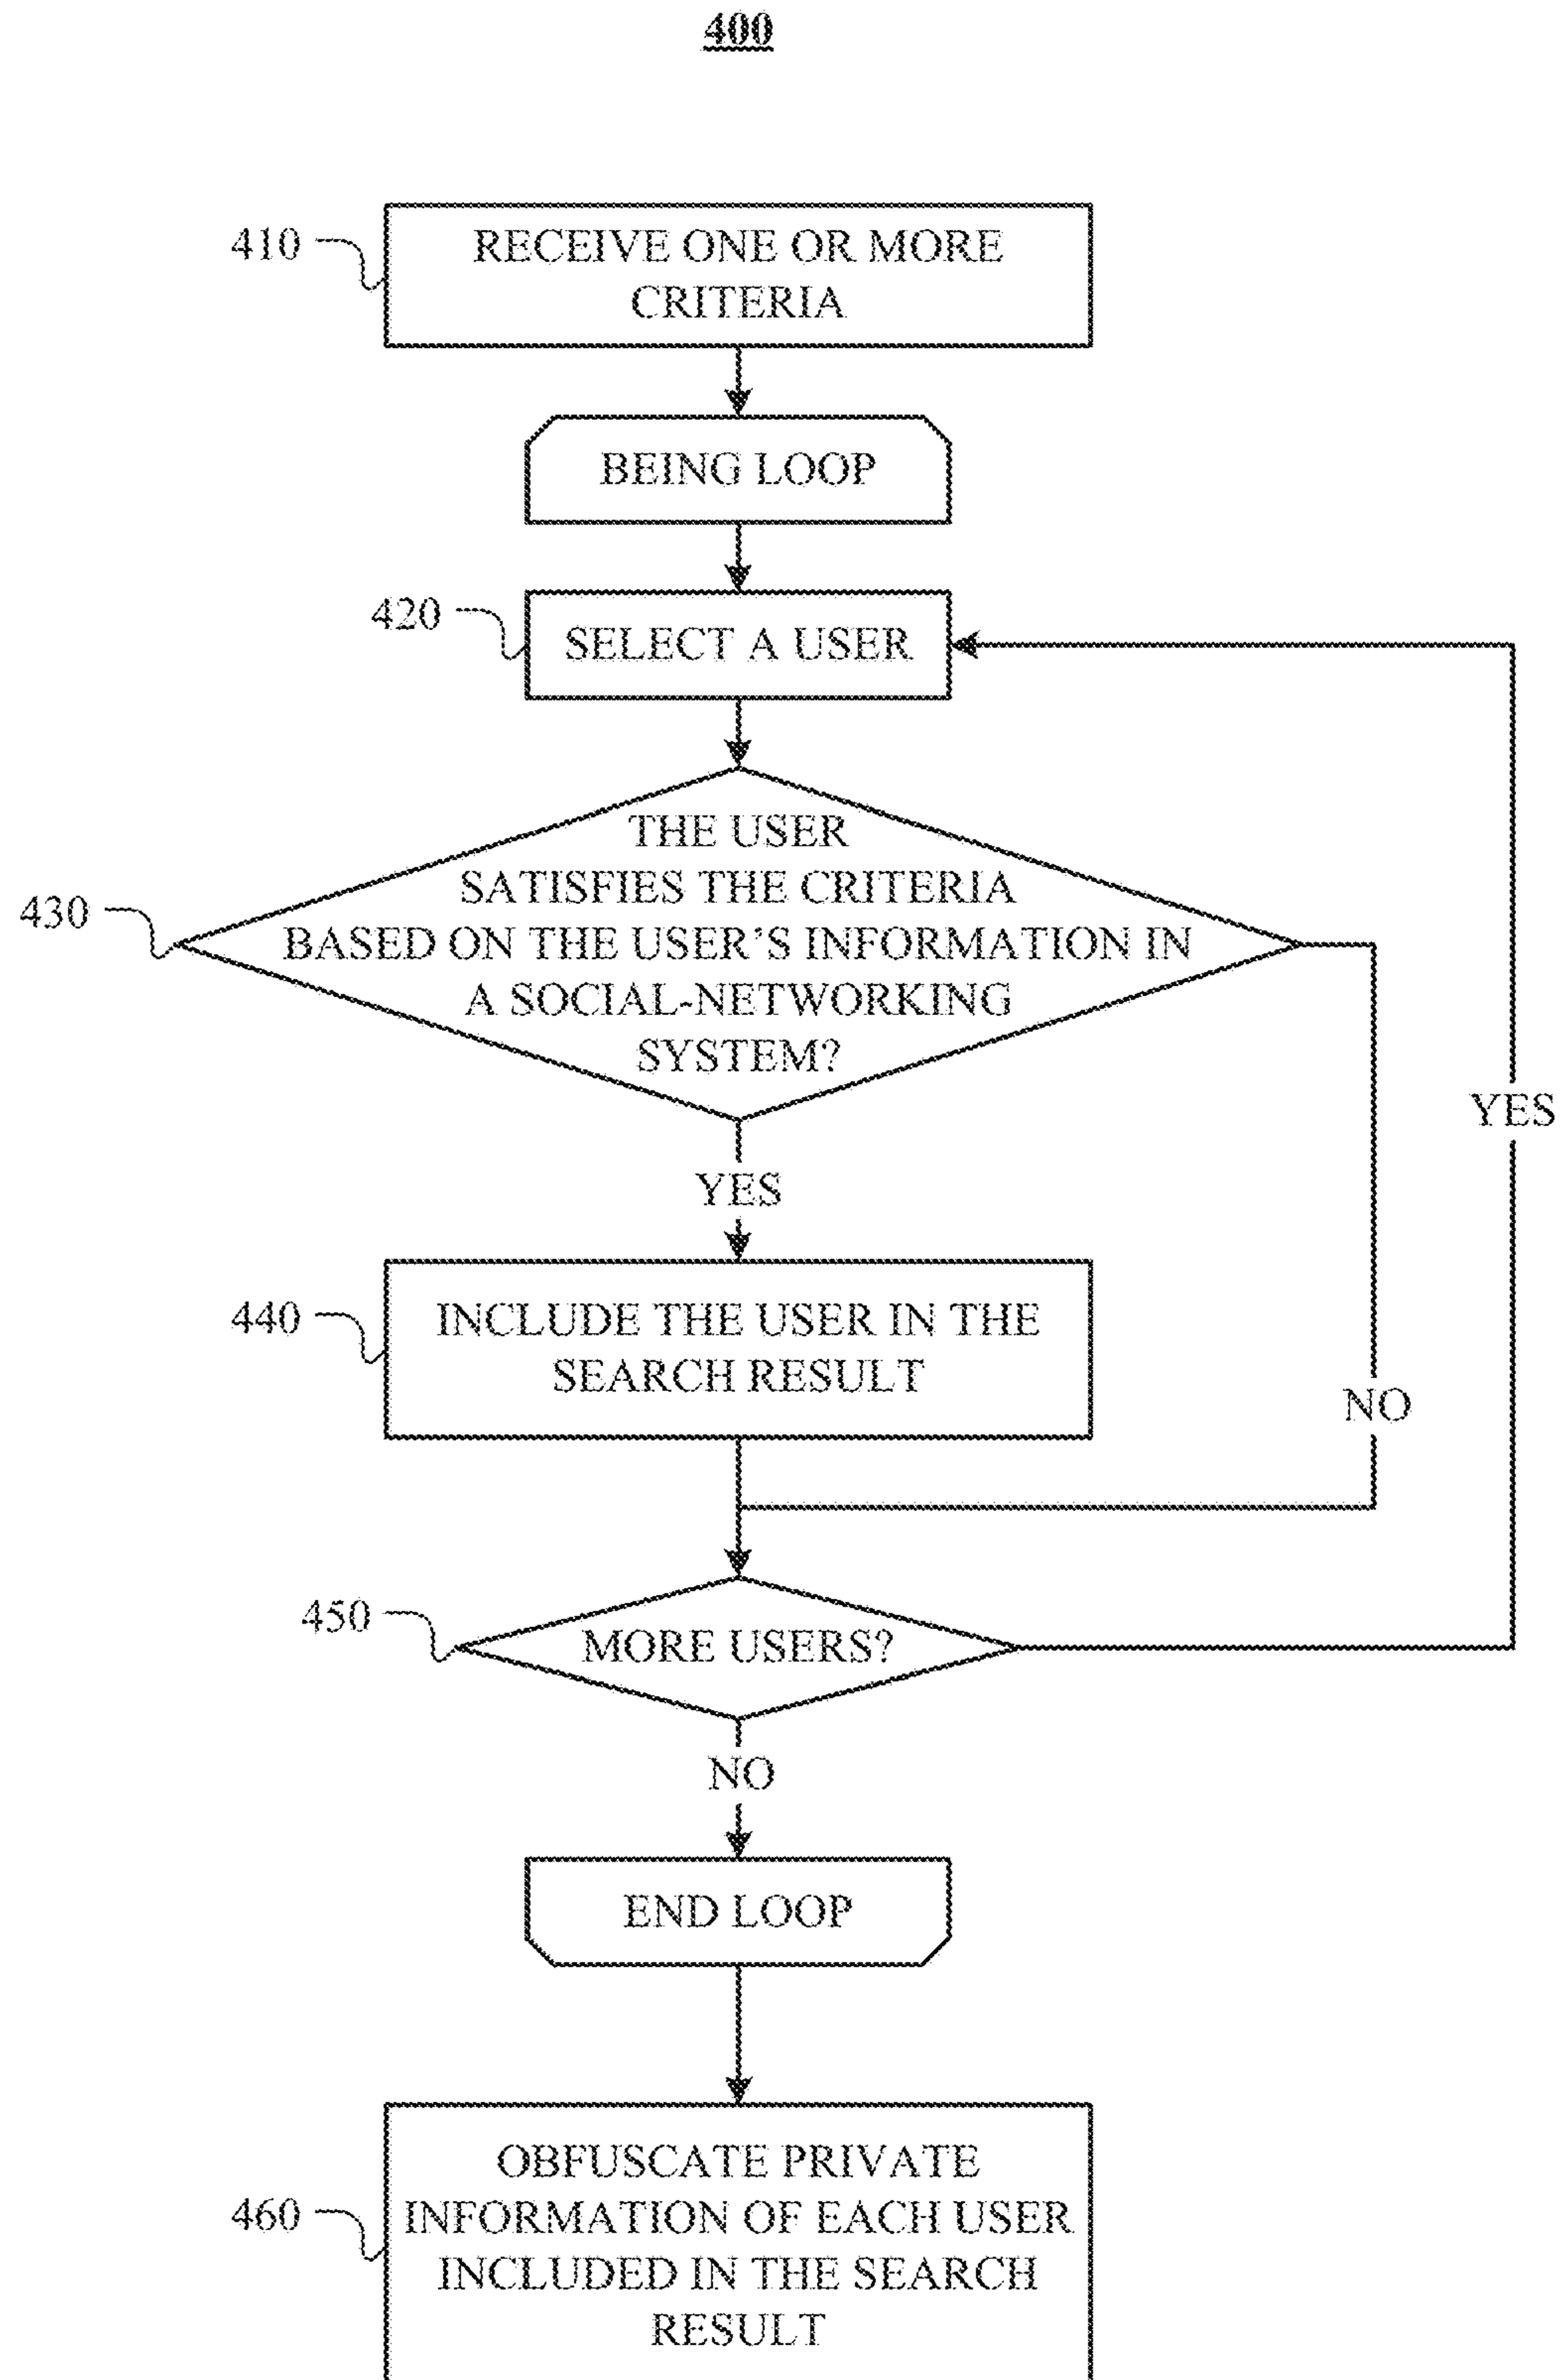 400
410
RECEIVE ONE OR MORE
CRITERIA
BEING LOOP
420
SELECT A USER
430
THE USER
SATISFIES THE CRITERIA
BASED ON THE USER’S INFORMATION IN
A SOCIAL-NETWORKING
SYSTEM?
YES
YES
440
INCLUDE THE USER IN THE
SEARCH RESULT
NO
450
MORE USERS?
NO
END LOOP
460
OBFUSCATE PRIVATE
INFORMATION OF EACH USER
INCLUDED IN THE SEARCH
RESULT